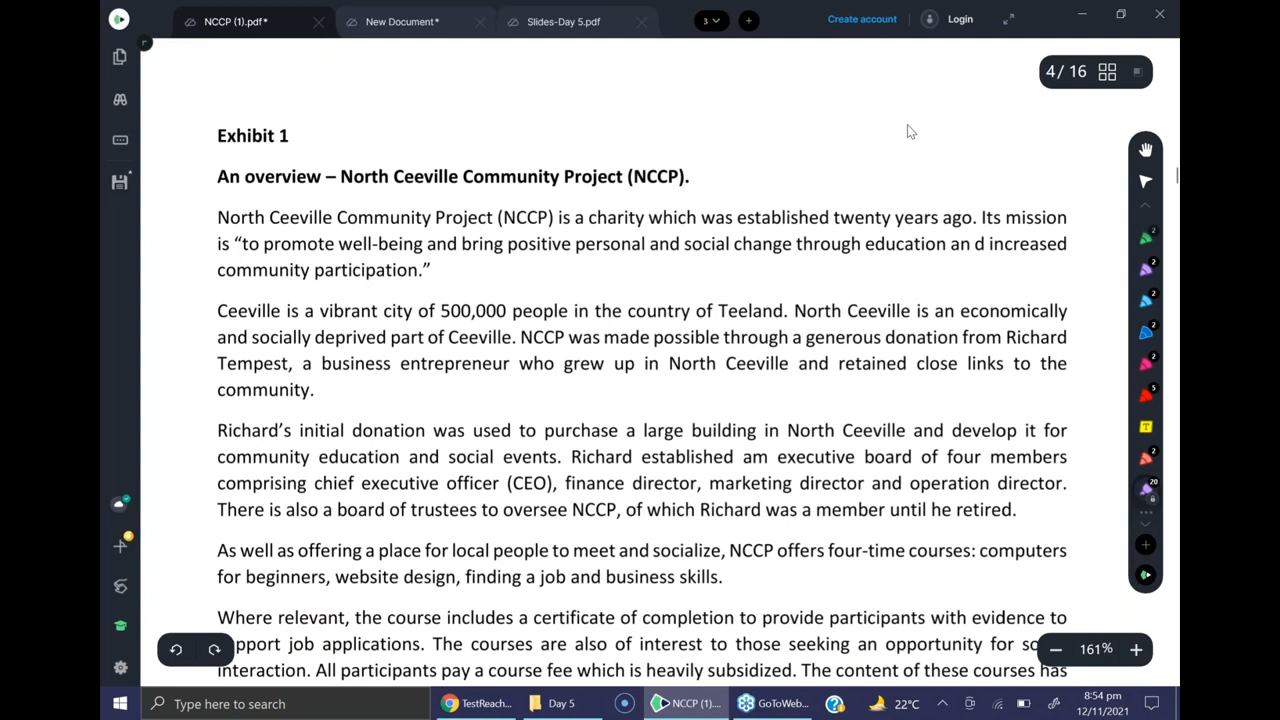 NCCP (1).pdf*
New Document*
Slides-Day 5.pdf
3
Create account
Login
4/ 16
Exhibit 1
An overview – North Ceeville Community Project (NCCP).
North Ceeville Community Project (NCCP) is a charity which was established twenty years ago. Its mission
is “to promote well-being and bring positive personal and social change through education an d increased
community participation.”
Ceeville is a vibrant city of 500,000 people in the country of Teeland. North Ceeville is an economically
and socially deprived part of Ceeville. NCCP was made possible through a generous donation from Richard
Tempest, a business entrepreneur who grew up in North Ceeville and retained close links to the
community.
Richard’s initial donation was used to purchase a large building in North Ceeville and develop it for
community education and social events. Richard established am executive board of four members
comprising chief executive officer (CEO), finance director, marketing director and operation director.
There is also a board of trustees to oversee NCCP, of which Richard was a member until he retired.
As well as offering a place for local people to meet and socialize, NCCP offers four-time courses: computers
for beginners, website design, finding a job and business skills.
Where relevant, the course includes a certificate of completion to provide participants with evidence to
pport job applications. The courses are also of interest to those seeking an opportunity for so
interaction. All participants pay a course fee which is heavily subsidized. The content of these courses has
2
2
2
2
2
5
T
2
20
161%
Type here to search
TestReach...
Day 5
NCCP (1)....
GoToWeb...
22°C
8:54 pm
12/11/2021